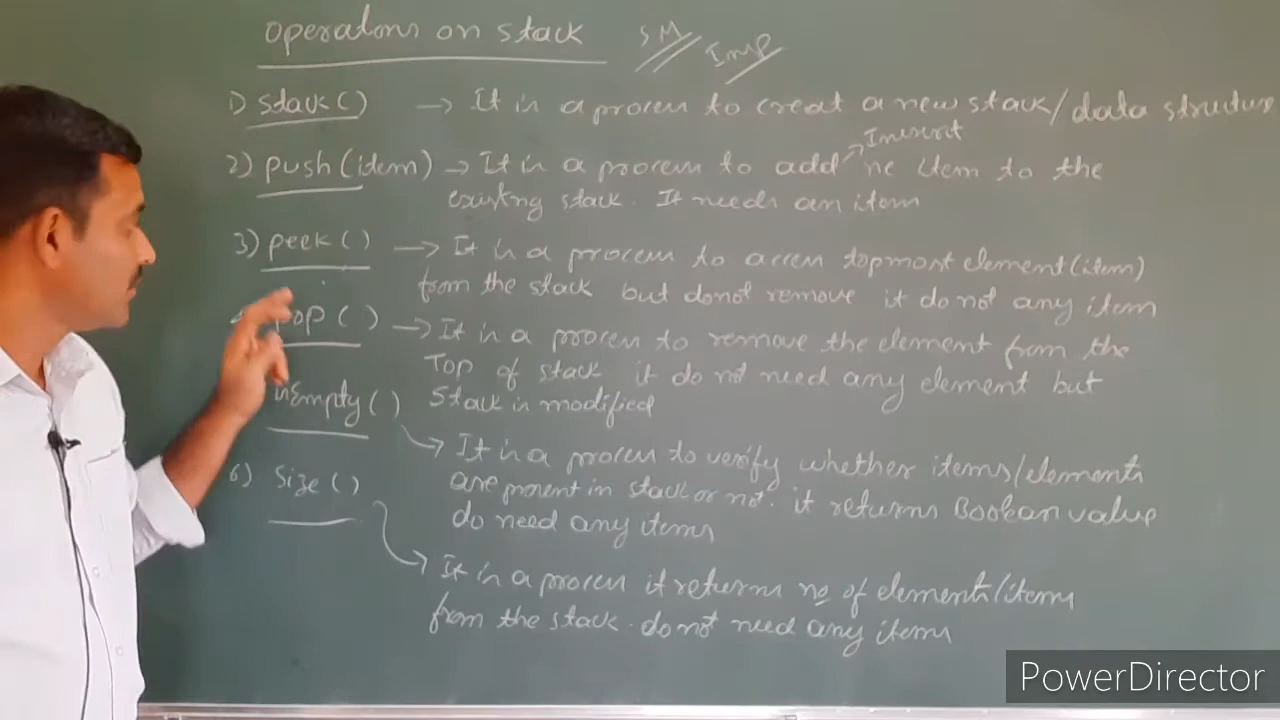 operations on stack 5M Imp
1) stack() → It is a process to creat a new stack/data structure
Insert
2) push(item) → It is a process to add ne item to the
existing stack. It needs an item
3) peek() → It is a process to access topmost element(item)
from the stack but donot remove it do not any item
pop() → It is a process to remove the element from the
Top of stack it do not need any element but
stack is modified
isEmpty()
It is a process to verify whether items/elements
are present in stack or not. it returns Boolean value
do need any items
6) Size()
It is a process it returns no of elements/items
from the stack. do not need any items
PowerDirector